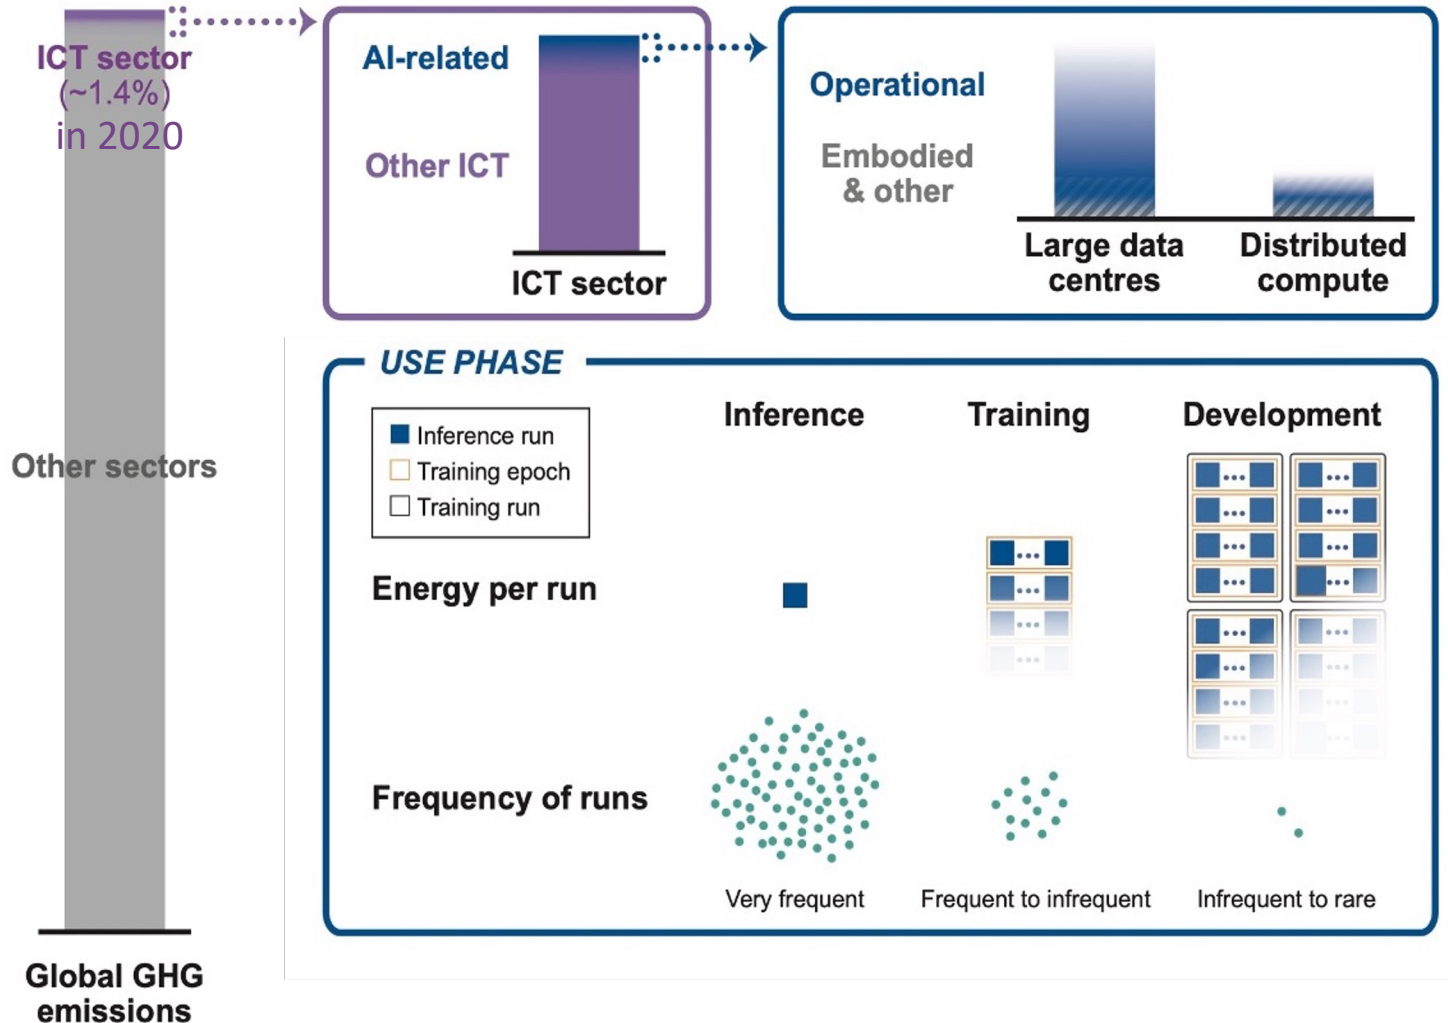 ICT sector
(~1.4%)
in 2020
Other sectors
Global GHG
emissions
AI-related
Other ICT
ICT sector
Operational
Embodied
& other
Large data
centres
Distributed
compute
USE PHASE
Inference run
Training epoch
Training run
Inference
Training
Development
Energy per run
Frequency of runs
Very frequent
Frequent to infrequent
Infrequent to rare